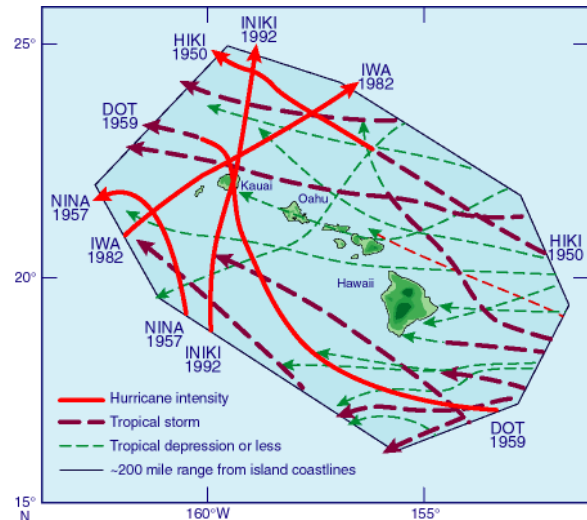 25°
HIKI
1950
INIKI
1992
IWA
1982
DOT
1959
Kauai
Oahu
NINA
1957
IWA
1982
HIKI
1950
20°
Hawaii
NINA
1957
INIKI
1992
Hurricane intensity
Tropical storm
Tropical depression or less
~200 mile range from island coastlines
DOT
1959
15°
N
160°W
155°